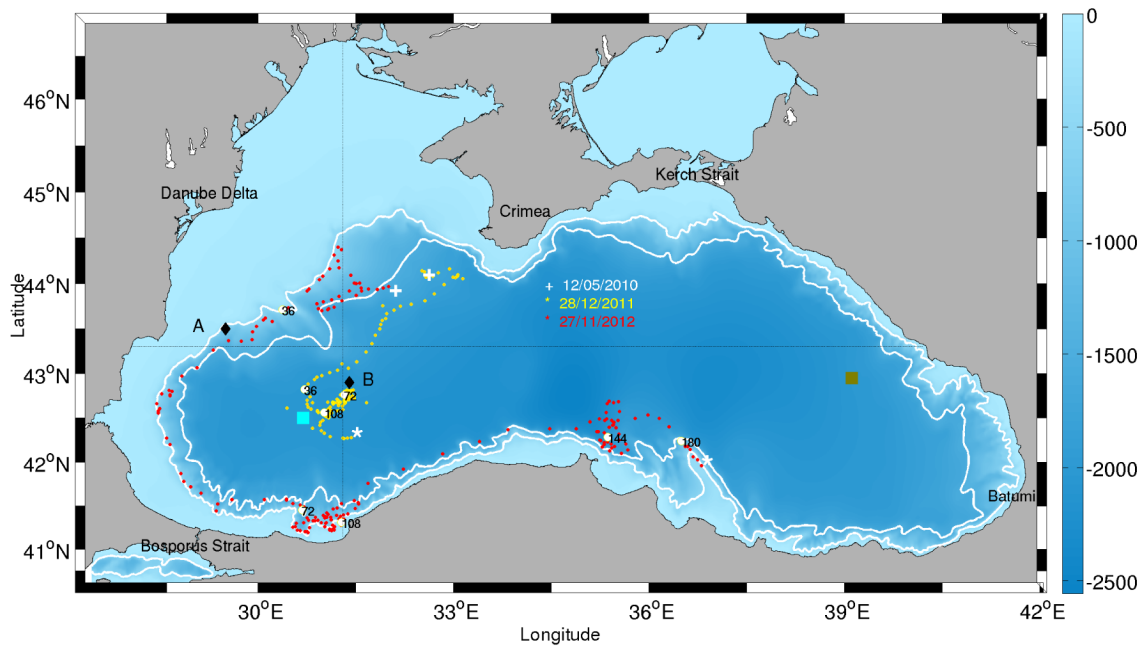 0
46°N
-500
Kerch Strait
45°N
Danube Delta
Crimea
-1000
44°N
12/05/2010
28/12/2011
27/11/2012
36
A
-1500
43°N
B
36
72
108
-2000
42°N
144
180
72
108
Batumi
41°N
Bosporus Strait
-2500
30°E
33°E
36°E
39°E
42°E
Latitude
Longitude